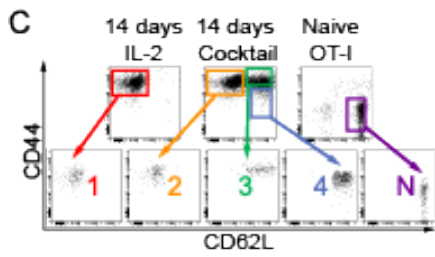 C
14 days 14 days Naive
IL-2 Cocktail OT-I
CD44
1 2 3 4 N
CD62L